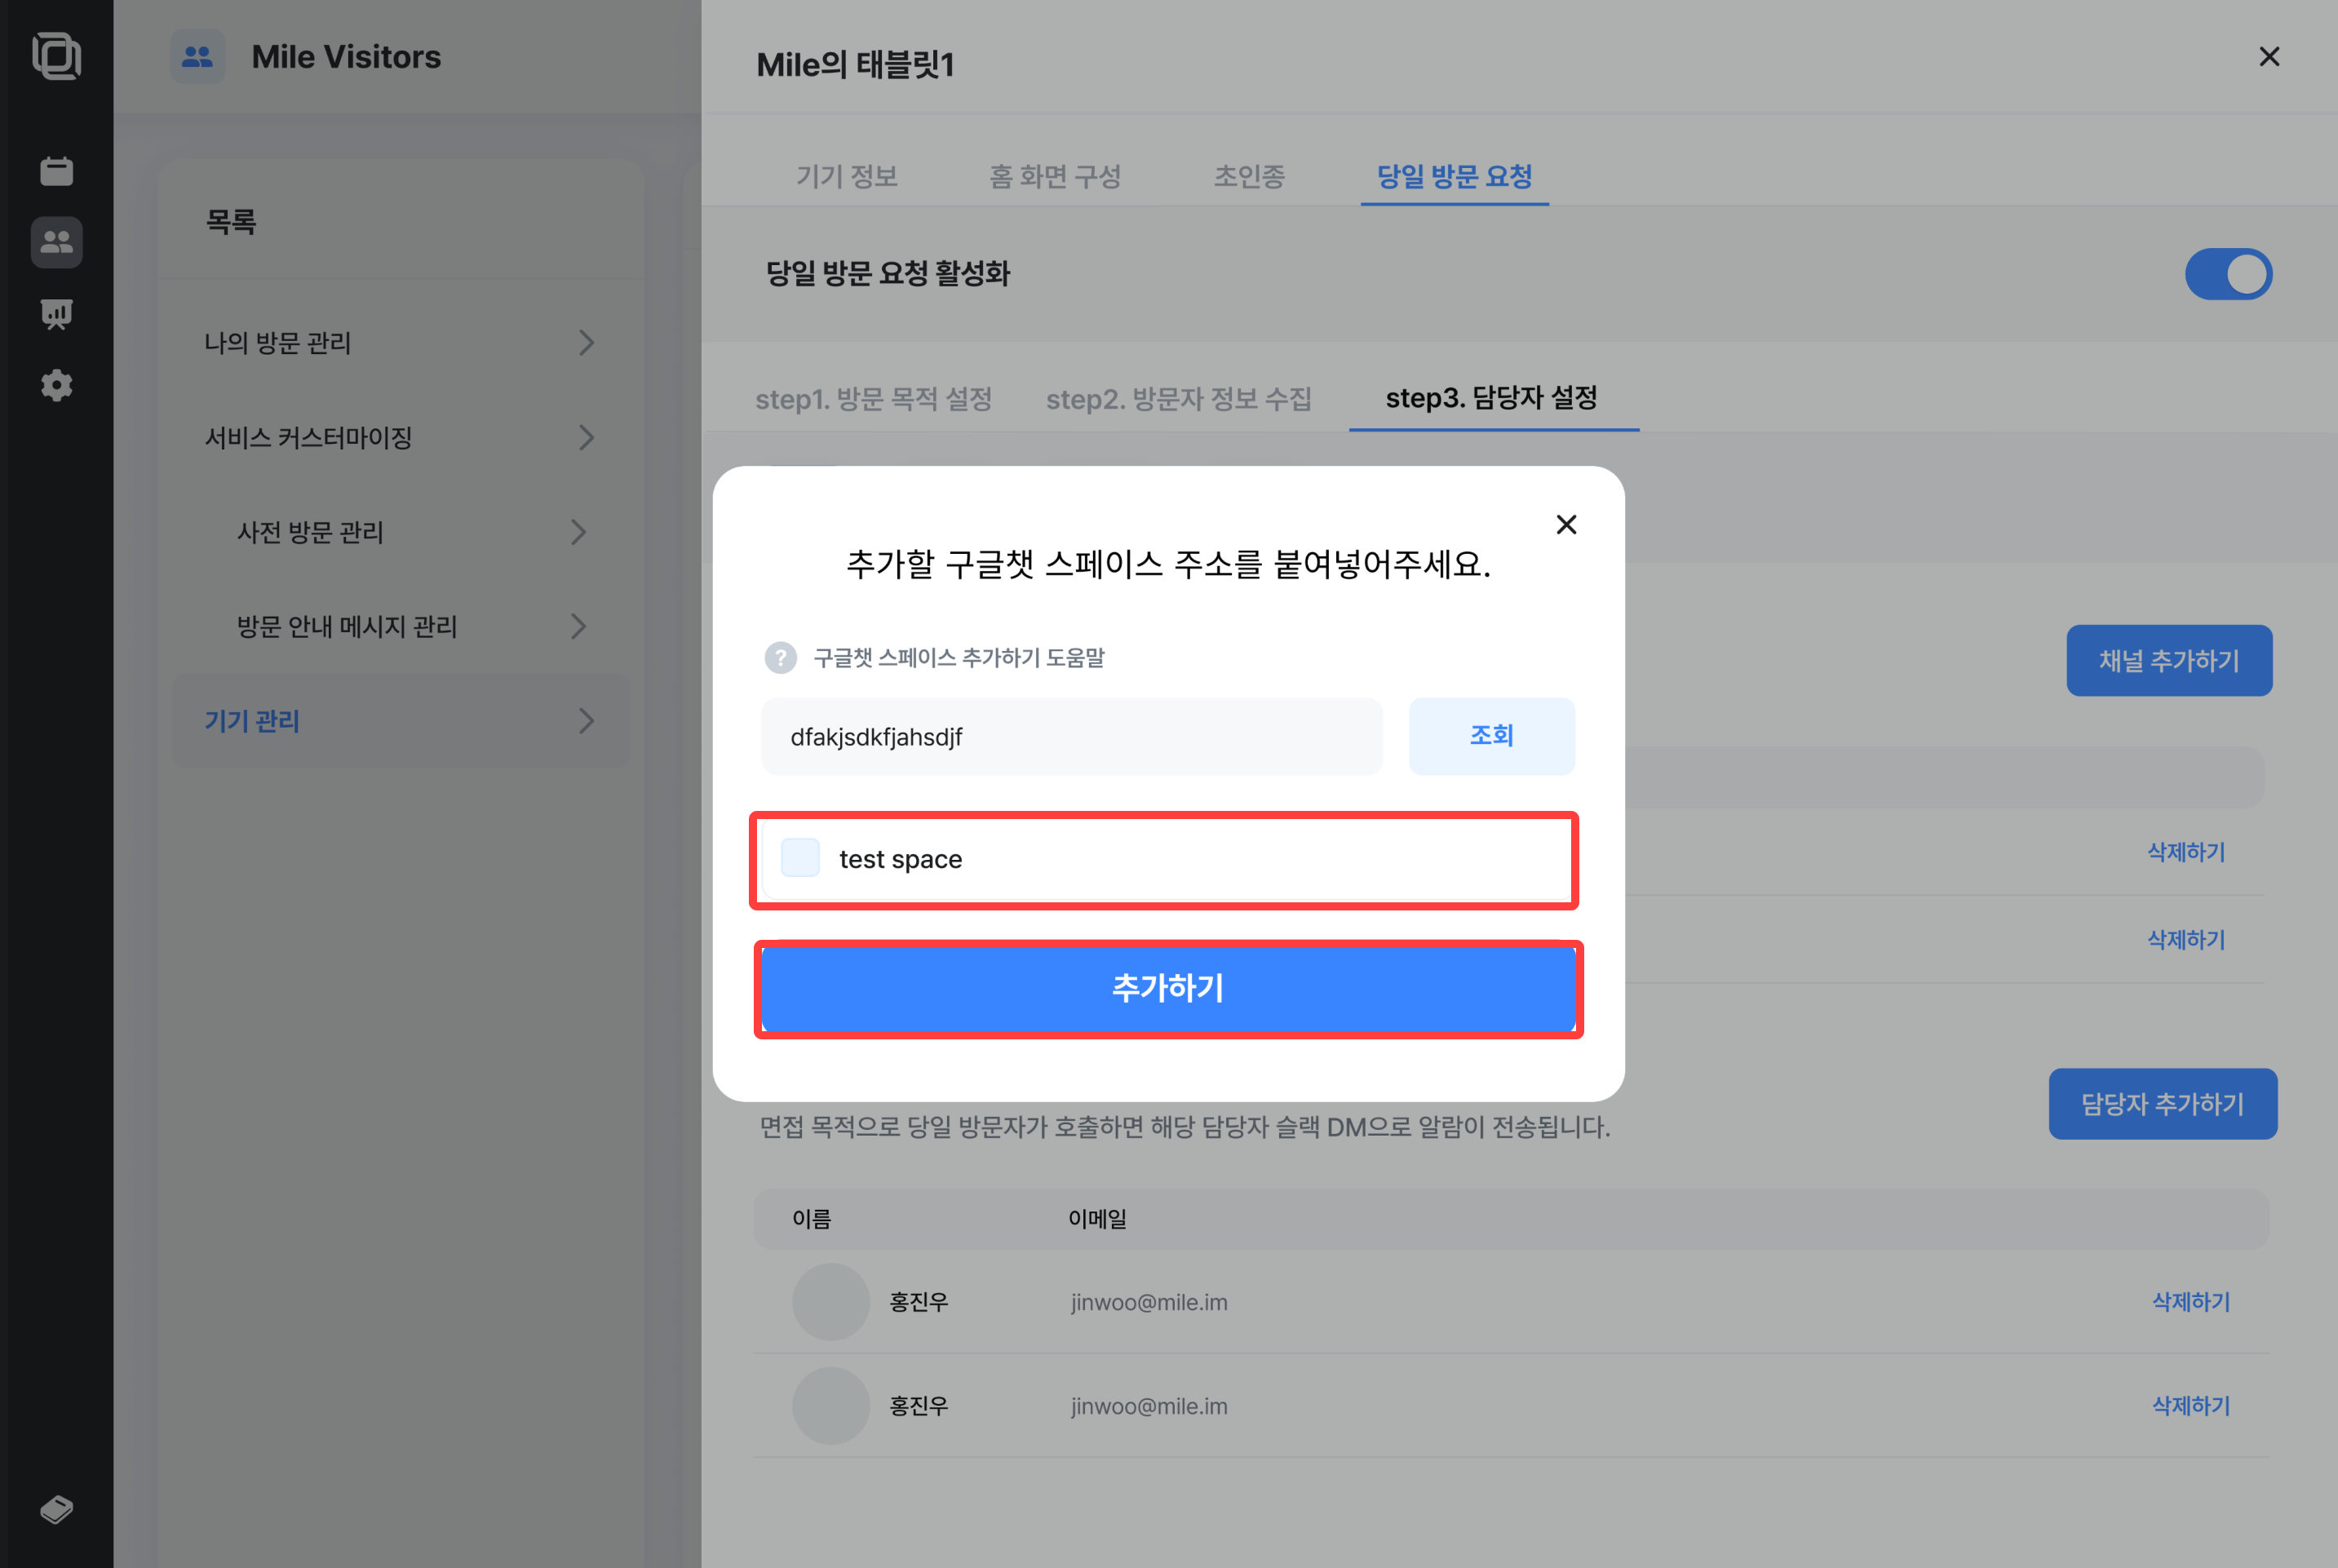 Mile Visitors
목록
나의 방문 관리
서비스 커스터마이징
사전 방문 관리
방문 안내 메시지 관리
기기 관리
Mile의 태블릿1
기기 정보 홈 화면 구성 초인종 당일 방문 요청
당일 방문 요청 활성화
step1. 방문 목적 설정 step2. 방문자 정보 수집 step3. 담당자 설정
추가할 구글챗 스페이스 주소를 붙여넣어주세요.
? 구글챗 스페이스 추가하기 도움말
dfakjsdkfjahsdjf 조회
test space
추가하기
채널 추가하기
삭제하기
삭제하기
담당자 추가하기
면접 목적으로 당일 방문자가 호출하면 해당 담당자 슬랙 DM으로 알람이 전송됩니다.
이름 이메일
홍진우 jinwoo@mile.im 삭제하기
홍진우 jinwoo@mile.im 삭제하기